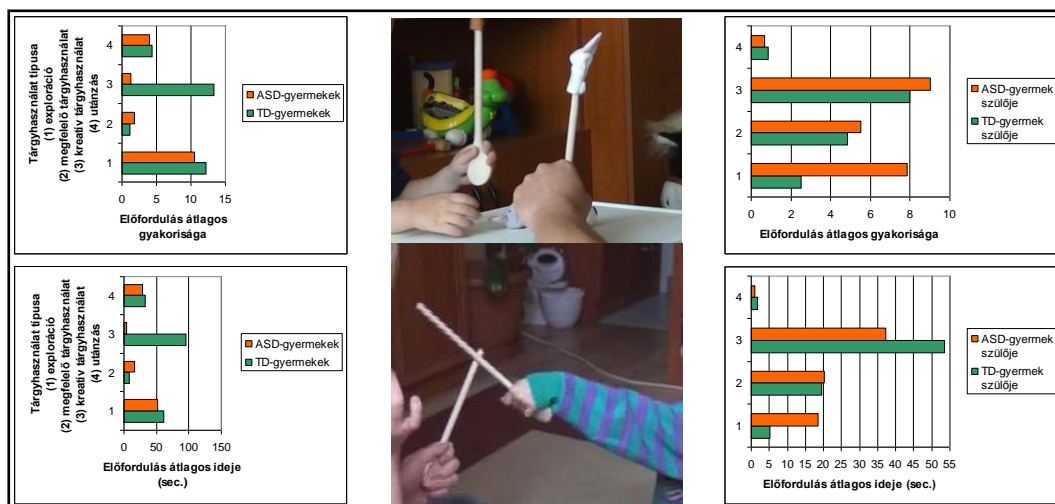 Tárgyhasználat típusa
(1) exploráció
(2) megfelelő tárgyhasználat
(3) kreatív tárgyhasználat
(4) utánzás
4
3
2
1
0 5 10 15
Előfordulás átlagos
gyakorisága
ASD-gyermekek
TD-gyermekek
4
3
2
1
0 2 4 6 8 10
Előfordulás átlagos gyakorisága
ASD-gyermek
szülője
TD-gyermek
szülője
Tárgyhasználat típusa
(1) exploráció
(2) megfelelő tárgyhasználat
(3) kreatív tárgyhasználat
(4) utánzás
4
3
2
1
0 50 100 150
Előfordulás átlagos ideje
(sec.)
ASD-gyermekek
TD-gyermekek
4
3
2
1
0 5 10 15 20 25 30 35 40 45 50 55
Előfordulás átlagos ideje (sec.)
ASD-gyermek
szülője
TD-gyermek
szülője